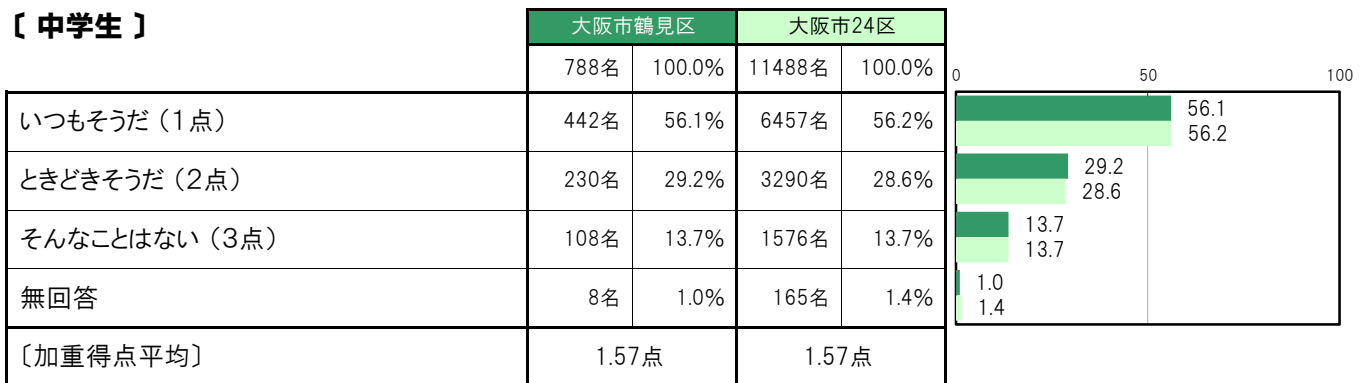 〔 中学生 〕
大阪市鶴見区 大阪市24区
788名 100.0% 11488名 100.0%
0 50 100
いつもそうだ（1点） 442名 56.1% 6457名 56.2%
56.1
56.2
ときどきそうだ（2点） 230名 29.2% 3290名 28.6%
29.2
28.6
そんなことはない（3点） 108名 13.7% 1576名 13.7%
13.7
13.7
無回答 8名 1.0% 165名 1.4%
1.0
1.4
〔加重得点平均〕 1.57点 1.57点